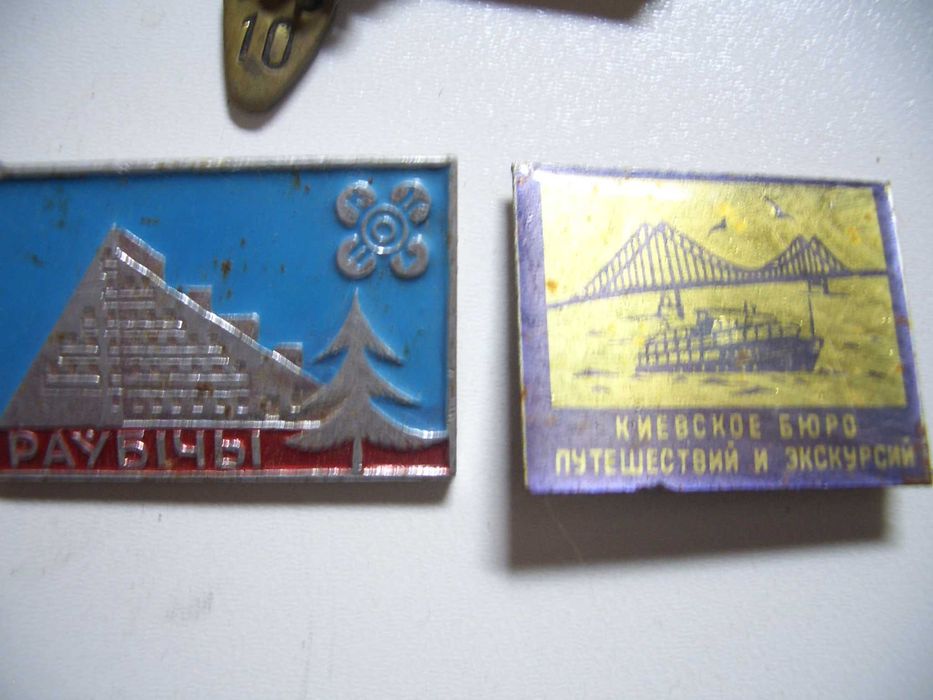 10
РАЎБІЧЫ
КИЕВСКОЕ БЮРО
ПУТЕШЕСТВИЙ И ЭКСКУРСИЙ